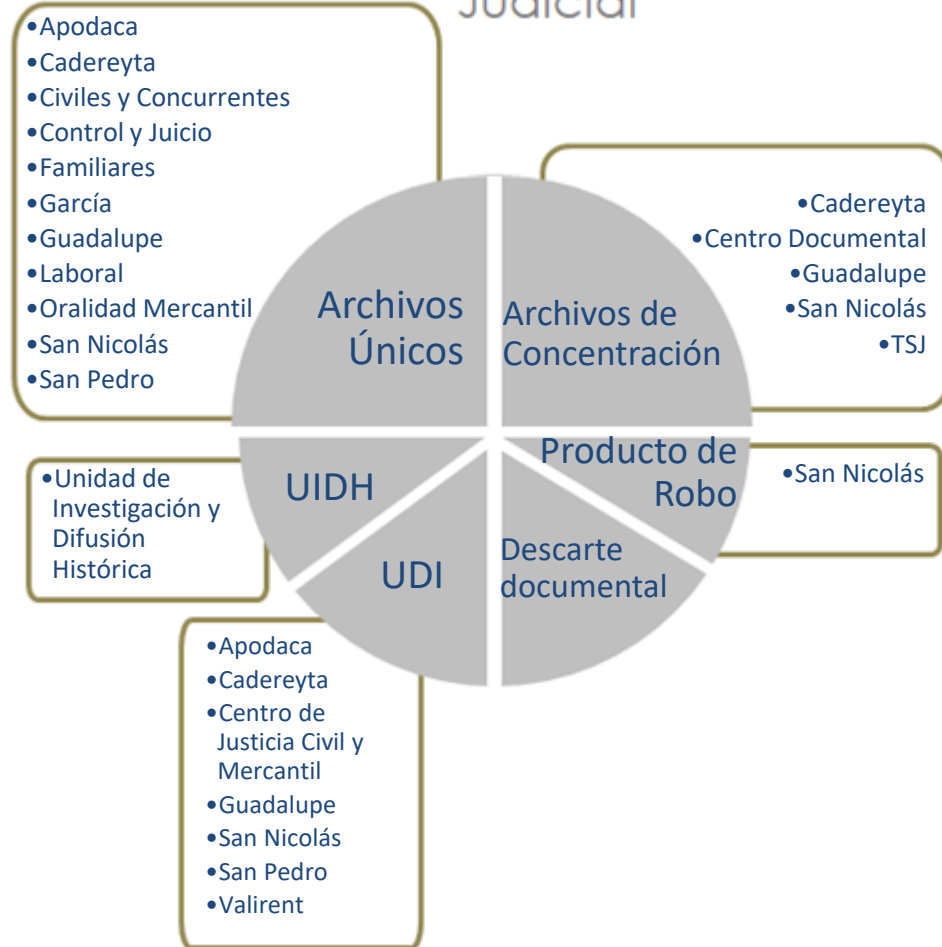 Judicial
•Apodaca
•Cadereyta
•Civiles y Concurrentes
•Control y Juicio
•Familiares
•García
•Guadalupe
•Laboral
•Oralidad Mercantil
•San Nicolás
•San Pedro
•Cadereyta
•Centro Documental
•Guadalupe
•San Nicolás
•TSJ
Archivos
Únicos
Archivos de
Concentración
UIDH
Producto de
Robo
UDI
Descarte
documental
•Unidad de
Investigación y
Difusión
Histórica
•San Nicolás
•Apodaca
•Cadereyta
•Centro de
Justicia Civil y
Mercantil
•Guadalupe
•San Nicolás
•San Pedro
•Valirent